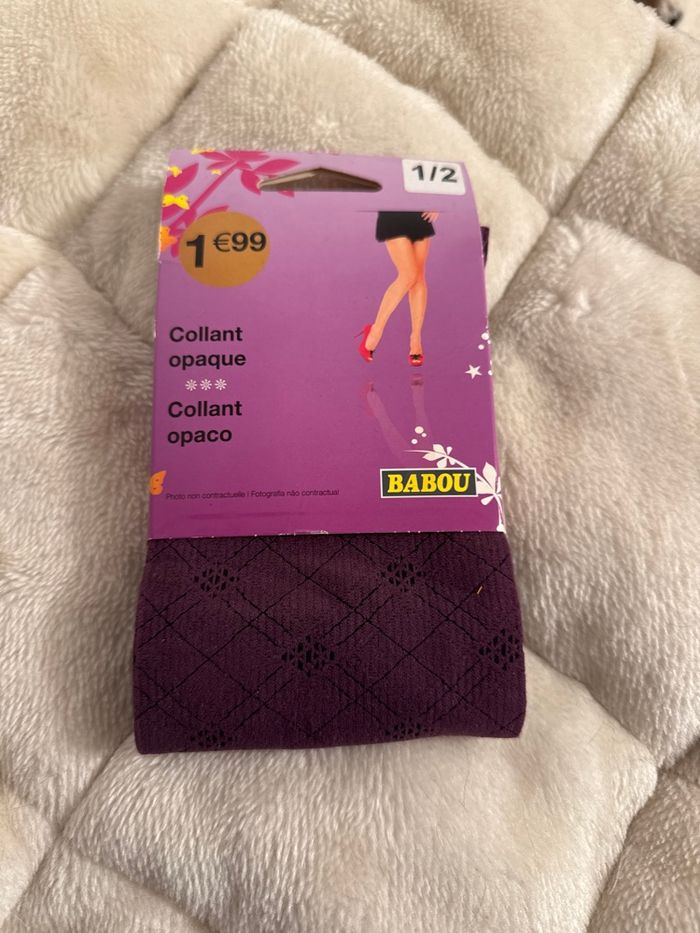 1/2
1 €99
Collant
opaque
***
Collant
opaco
Photo non contractuelle I Fotografia não contractual
BABOU